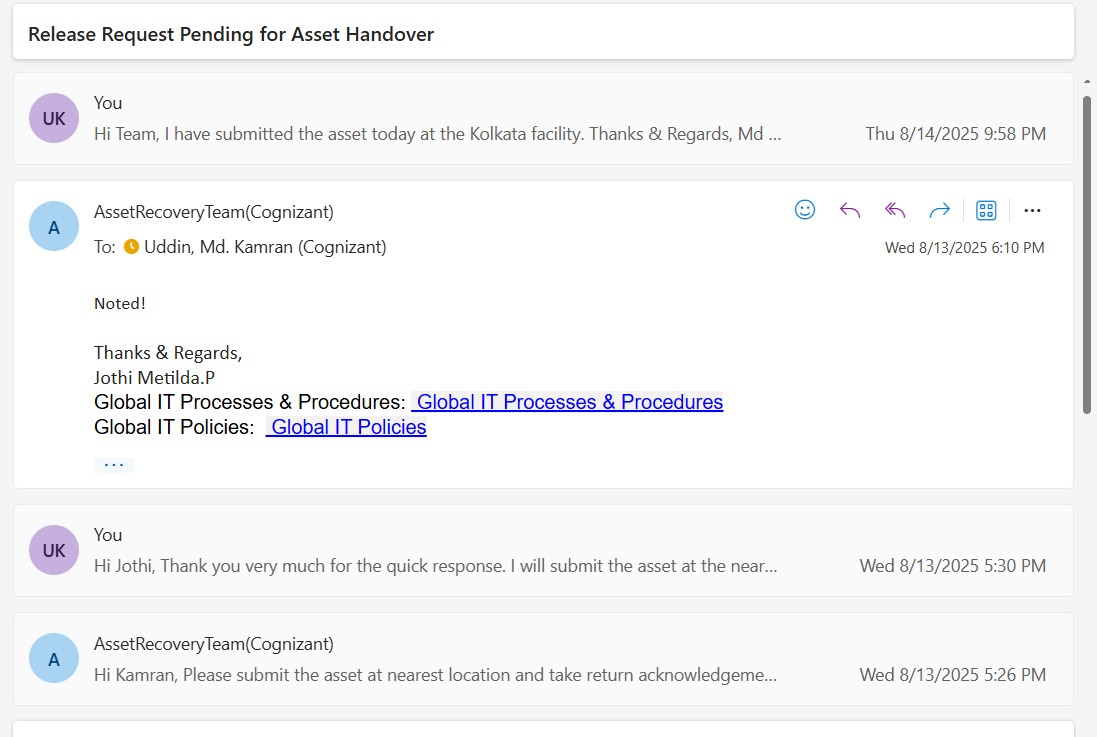 Release Request Pending for Asset Handover
UK
You
Hi Team, I have submitted the asset today at the Kolkata facility. Thanks & Regards, Md ...
Thu 8/14/2025 9:58 PM
A
AssetRecoveryTeam(Cognizant)
To: Uddin, Md. Kamran (Cognizant)
Wed 8/13/2025 6:10 PM
Noted!
Thanks & Regards,
Jothi Metilda.P
Global IT Processes & Procedures: Global IT Processes & Procedures
Global IT Policies: Global IT Policies
...
UK
You
Hi Jothi, Thank you very much for the quick response. I will submit the asset at the near...
Wed 8/13/2025 5:30 PM
A
AssetRecoveryTeam(Cognizant)
Hi Kamran, Please submit the asset at nearest location and take return acknowledgeme...
Wed 8/13/2025 5:26 PM